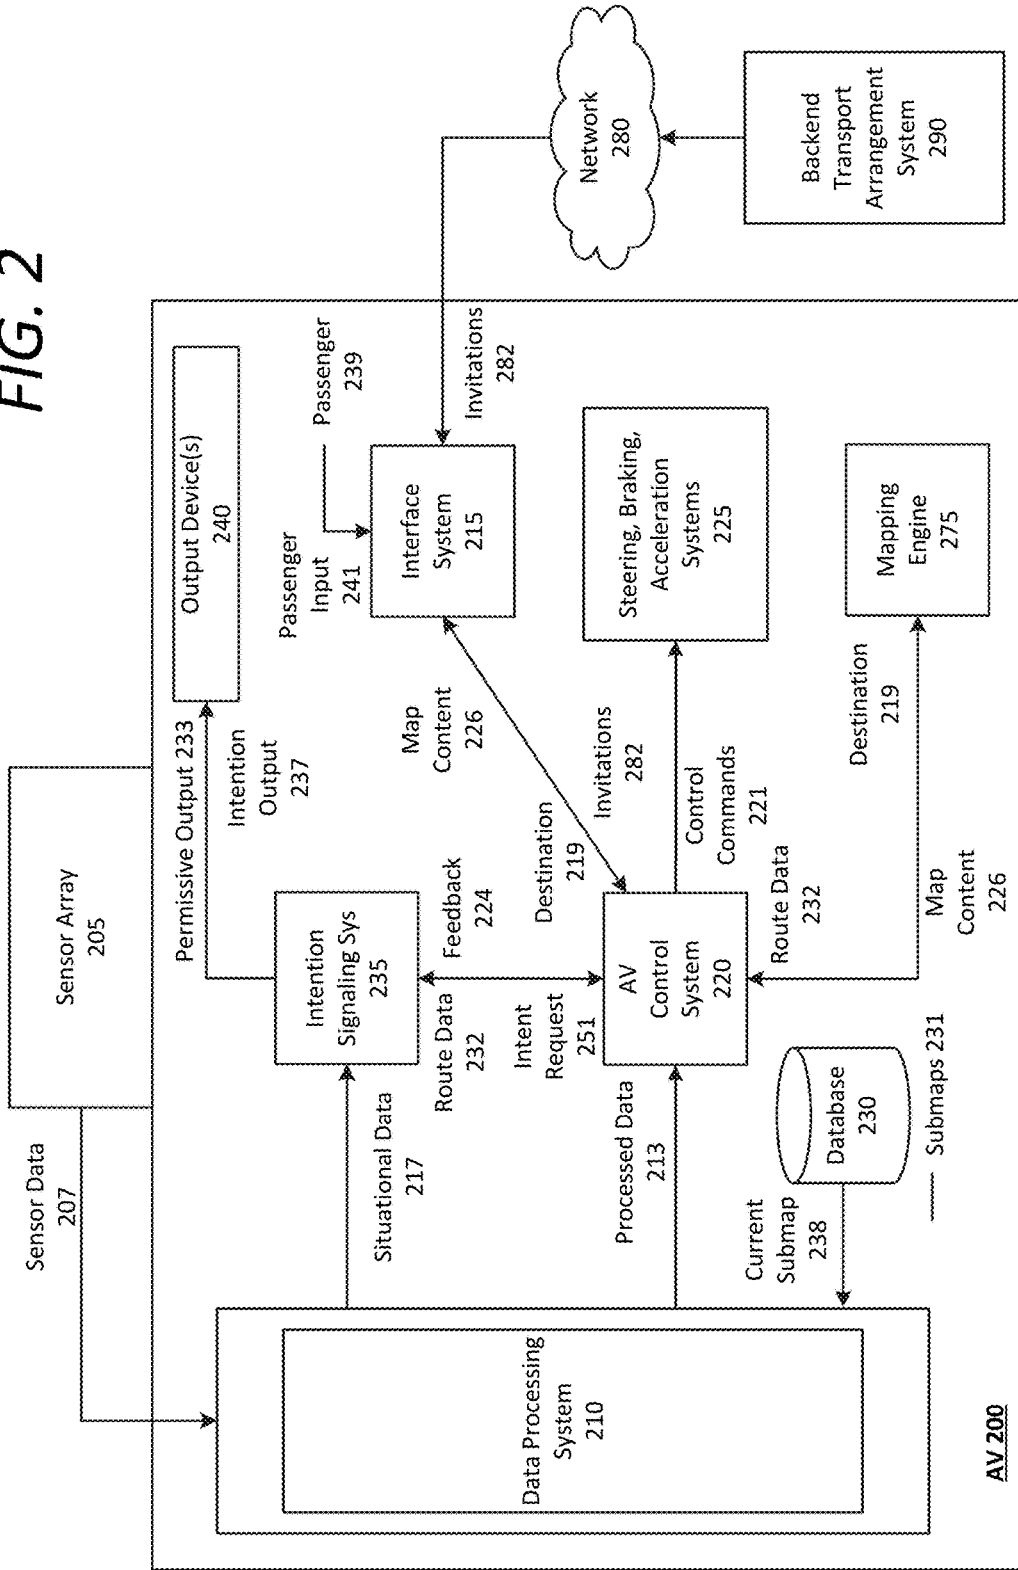 FIG. 2
Sensor Array
205
Sensor Data
207
Permissive Output 233
Intention
Output
237
Output Device(s)
240
Passenger
239
Passenger
Input
241
Intention
Signaling Sys
235
Situational Data
217
Feedback
224
Route Data
232
Intent
Request
251
Map
Content
226
Destination
219
Invitations
282
Interface
System
215
Invitations
282
Network
280
Backend
Transport
Arrangement
System
290
Data Processing
System
210
Processed Data
213
AV
Control
System
220
Control
Commands
221
Steering, Braking,
Acceleration
Systems
225
Route Data
232
Destination
219
Map
Content
226
Mapping
Engine
275
Current
Submap
238
Database
230
Submaps 231
AV 200